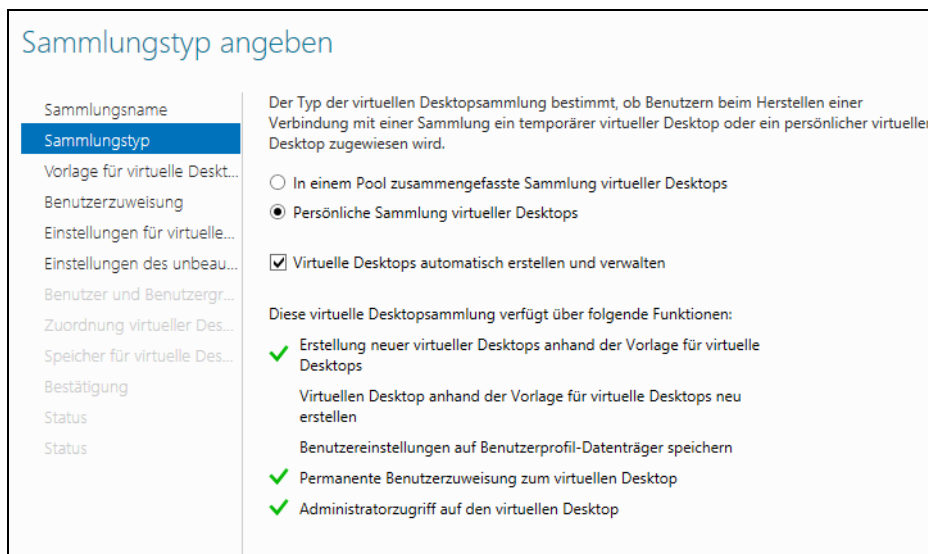 Sammlungstyp angeben
Sammlungsname
Sammlungstyp
Vorlage für virtuelle Deskt...
Benutzerzuweisung
Einstellungen für virtuelle...
Einstellungen des unbeau...
Benutzer und Benutzergr...
Zuordnung virtueller Des...
Speicher für virtuelle Des...
Bestätigung
Status
Status
Der Typ der virtuellen Desktopsammlung bestimmt, ob Benutzern beim Herstellen einer
Verbindung mit einer Sammlung ein temporärer virtueller Desktop oder ein persönlicher virtueller
Desktop zugewiesen wird.
In einem Pool zusammengefasste Sammlung virtueller Desktops
Persönliche Sammlung virtueller Desktops
Virtuelle Desktops automatisch erstellen und verwalten
Diese virtuelle Desktopsammlung verfügt über folgende Funktionen:
Erstellung neuer virtueller Desktops anhand der Vorlage für virtuelle
Desktops
Virtuellen Desktop anhand der Vorlage für virtuelle Desktops neu
erstellen
Benutzereinstellungen auf Benutzerprofil-Datenträger speichern
Permanente Benutzerzuweisung zum virtuellen Desktop
Administratorzugriff auf den virtuellen Desktop